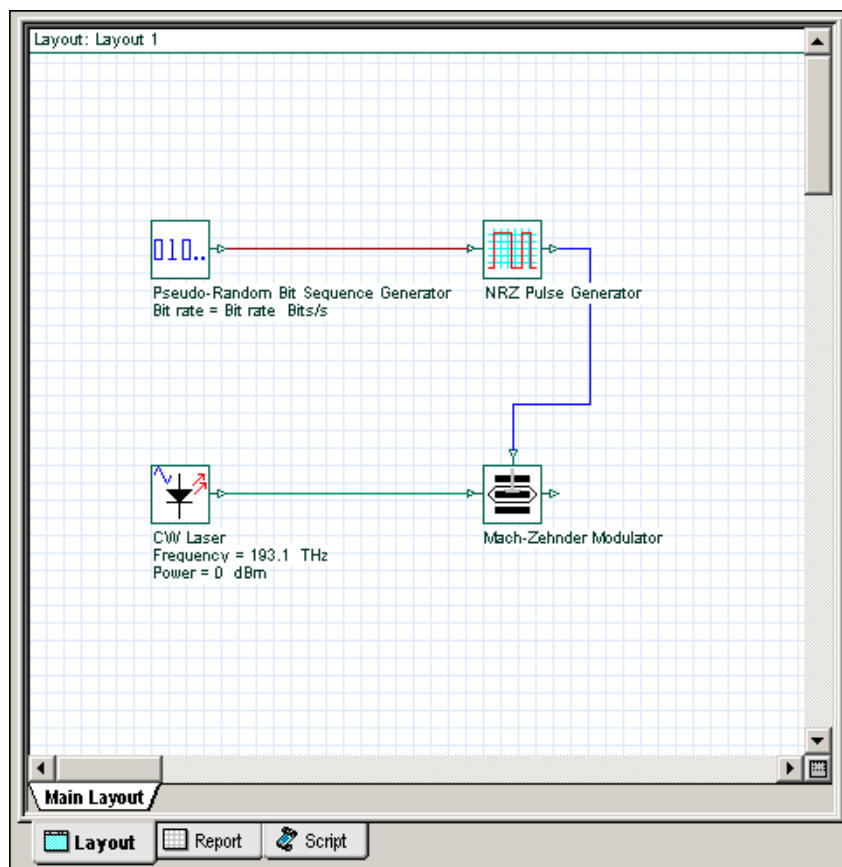 Layout: Layout 1
010..
Pseudo-Random Bit Sequence Generator
Bit rate = Bit rate  Bits/s
NRZ Pulse Generator
CW Laser
Frequency = 193.1  THz
Power = 0  dBm
Mach-Zehnder Modulator
Main Layout
Layout
Report
Script